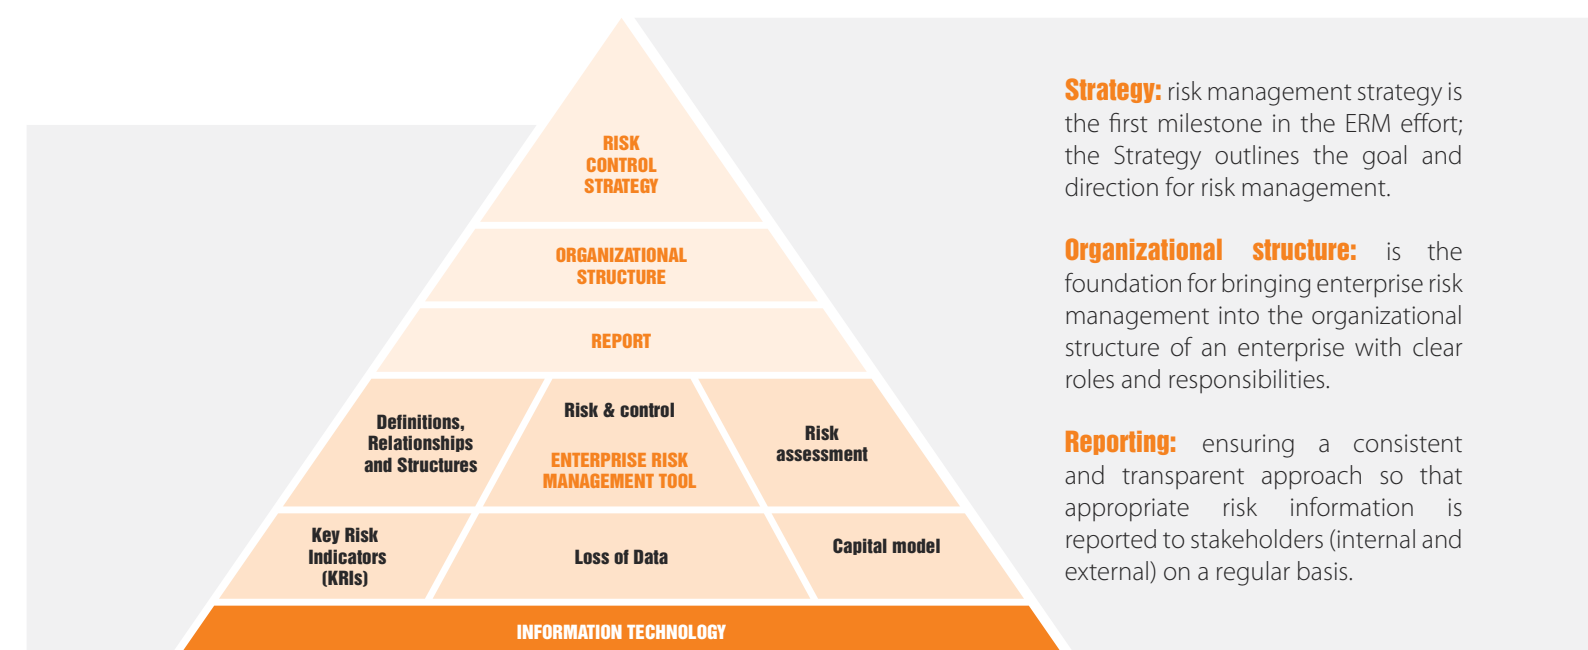 RISK
CONTROL
STRATEGY
ORGANIZATIONAL
STRUCTURE
REPORT
Definitions,
Relationships
and Structures
Risk & control
ENTERPRISE RISK
MANAGEMENT TOOL
Risk
assessment
Key Risk
Indicators
(KRIs)
Loss of Data
Capital model
INFORMATION TECHNOLOGY
Strategy: risk management strategy is
the first milestone in the ERM effort;
the Strategy outlines the goal and
direction for risk management.
Organizational structure: is the
foundation for bringing enterprise risk
management into the organizational
structure of an enterprise with clear
roles and responsibilities.
Reporting: ensuring a consistent
and transparent approach so that
appropriate risk information is
reported to stakeholders (internal and
external) on a regular basis.